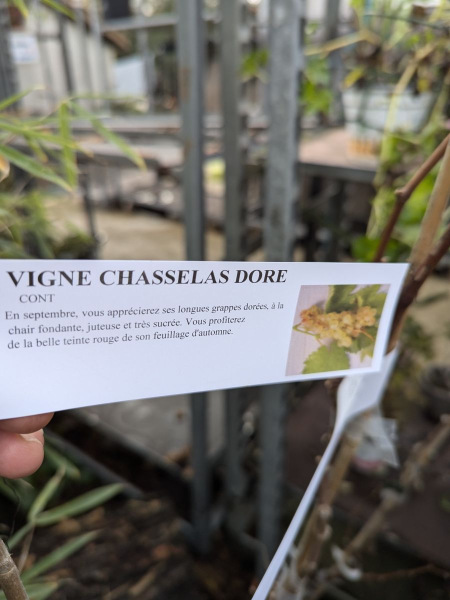 VIGNE CHASSELAS DORE
CONT
En septembre, vous apprécierez ses longues grappes dorées, à la
chair fondante, juteuse et très sucrée. Vous profiterez
de la belle teinte rouge de son feuillage d'automne.